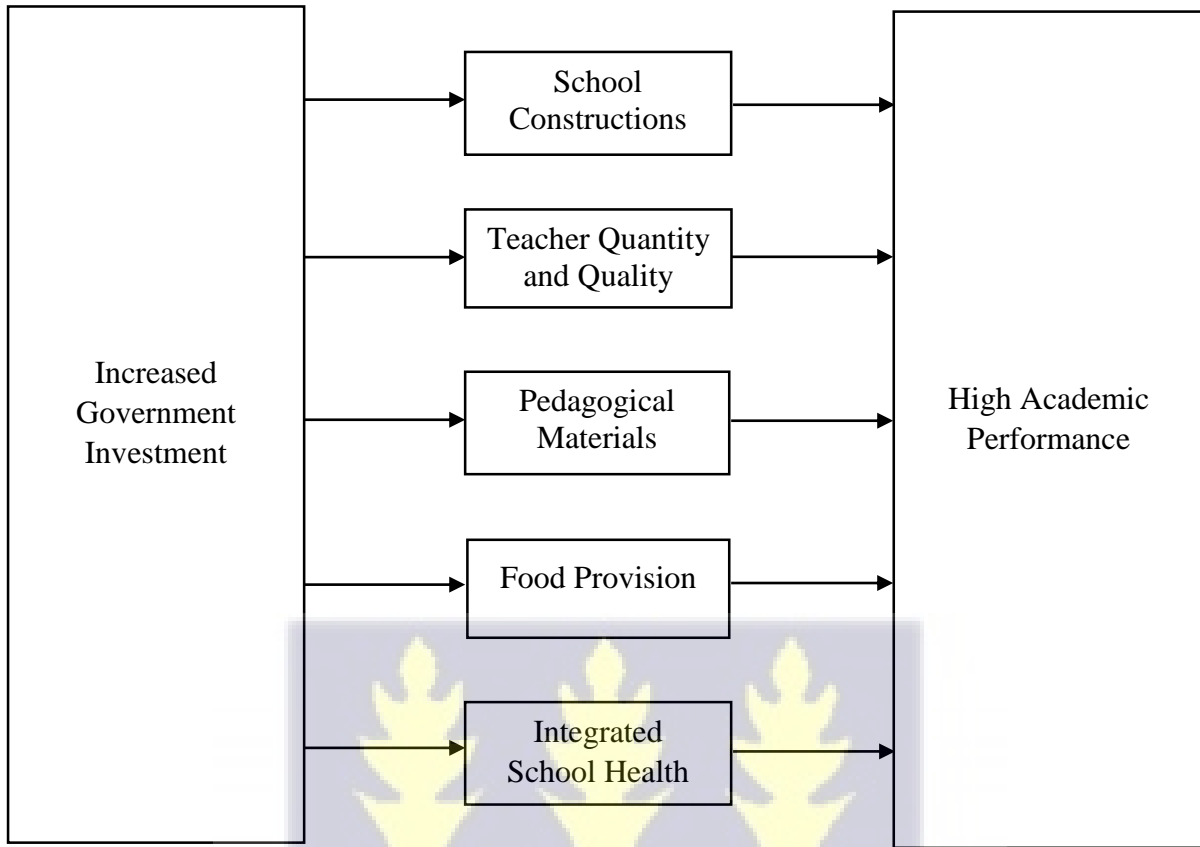 Increased
Government
Investment
School
Constructions
Teacher Quantity
and Quality
Pedagogical
Materials
Food Provision
Integrated
School Health
High Academic
Performance